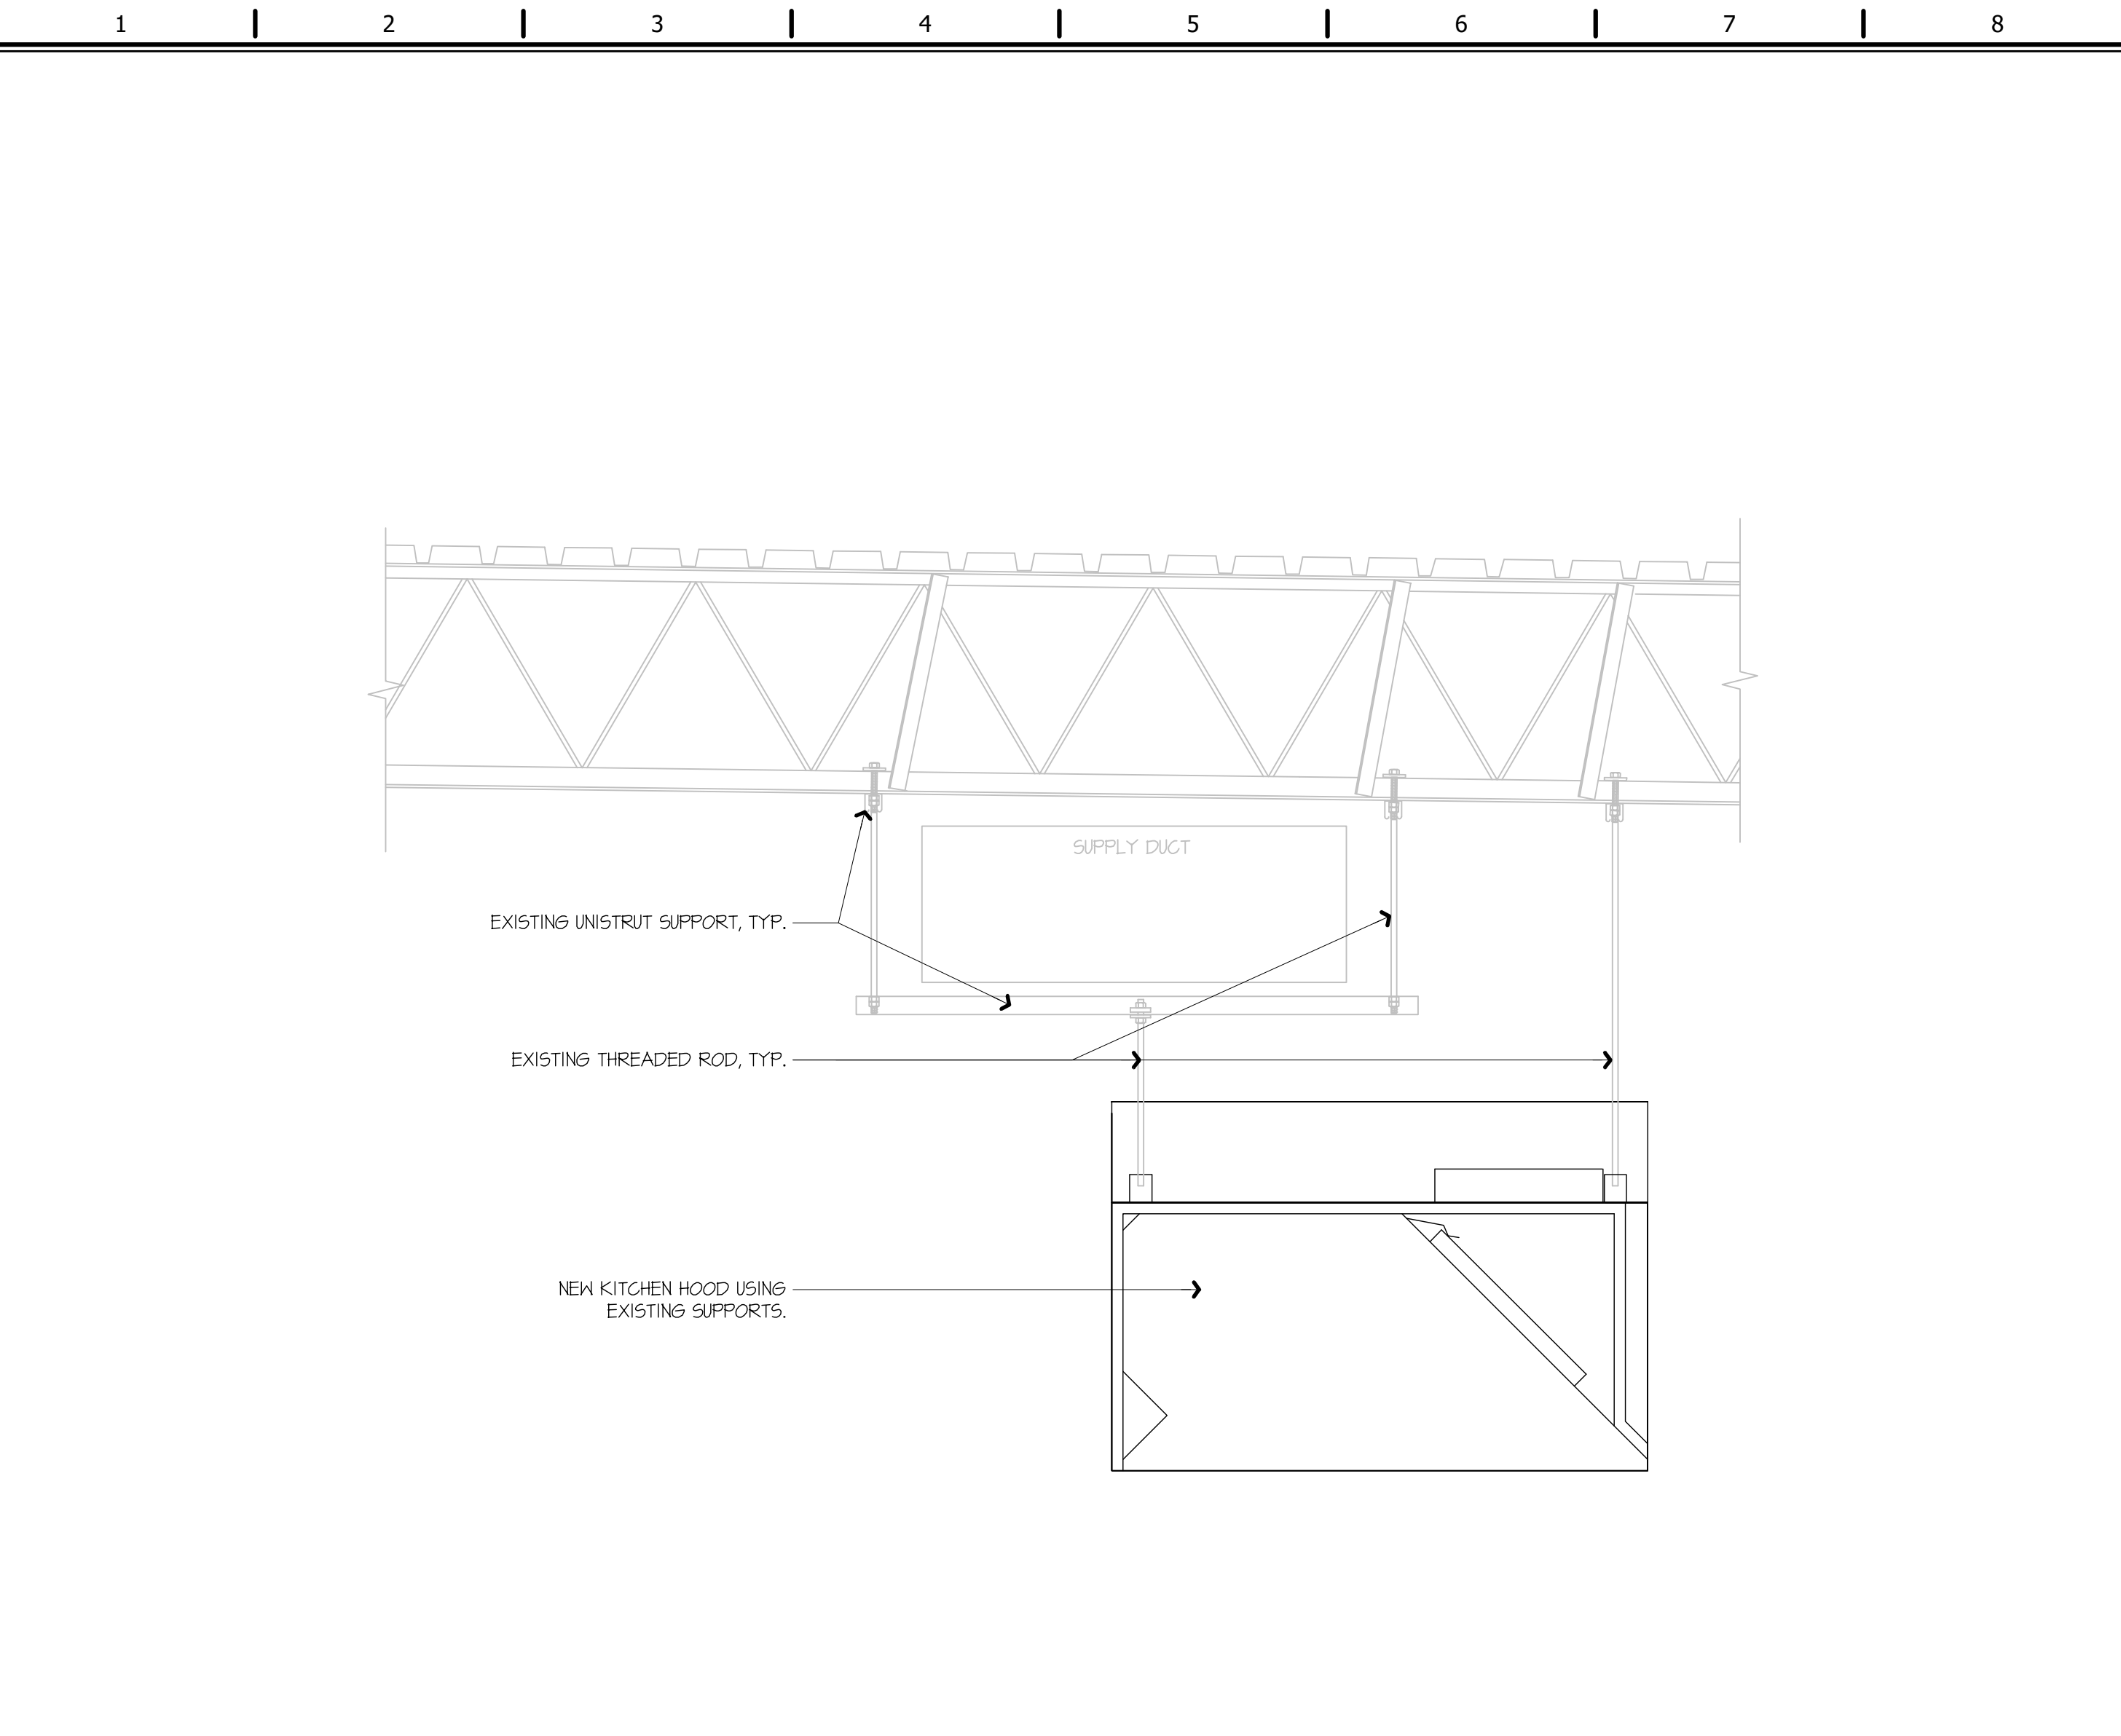 1 2 3 4 5 6 7 8
SUPPLY DUCT
EXISTING UNISTRUT SUPPORT, TYP.
EXISTING THREADED ROD, TYP.
NEW KITCHEN HOOD USING
EXISTING SUPPORTS.